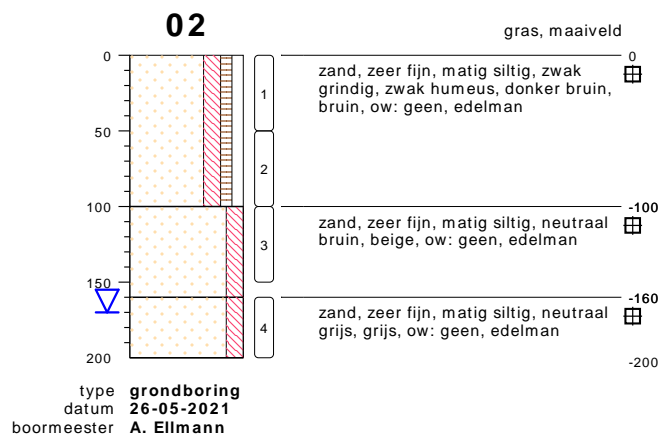 02
gras, maaiveld
0
0
zand, zeer fijn, matig siltig, zwak
grindig, zwak humeus, donker bruin,
bruin, ow: geen, edelman
1
50
2
100
-100
zand, zeer fijn, matig siltig, neutraal
bruin, beige, ow: geen, edelman
3
150
-160
zand, zeer fijn, matig siltig, neutraal
grijs, grijs, ow: geen, edelman
4
200
-200
type grondboring
datum 26-05-2021
boormeester A. Ellmann